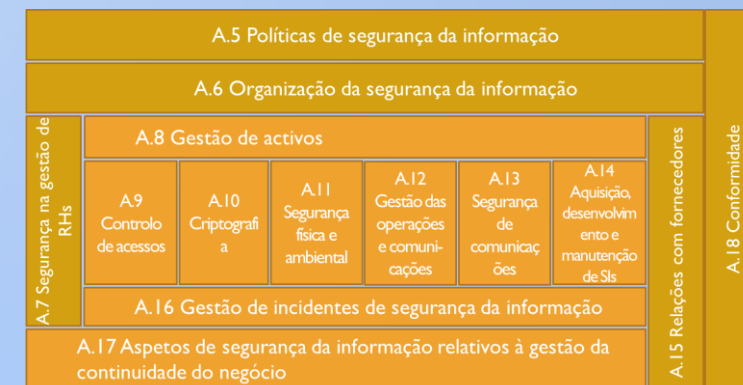 A.5 Políticas de segurança da informação
A.6 Organização da segurança da informação
A.7 Segurança na gestão de
RHs
A.8 Gestão de activos
A.9
Controlo
de acessos
A.10
Criptografi
a
A.11
Segurança
física e
ambiental
A.12
Gestão das
operações
e comuni-
cações
A.13
Segurança
de
comunicaç
ões
A.14
Aquisição,
desenvolvim
ento e
manutenção
de SIs
A.16 Gestão de incidentes de segurança da informação
A.17 Aspetos de segurança da informação relativos à gestão da
continuidade do negócio
A.15 Relações com fornecedores
A.18 Conformidade